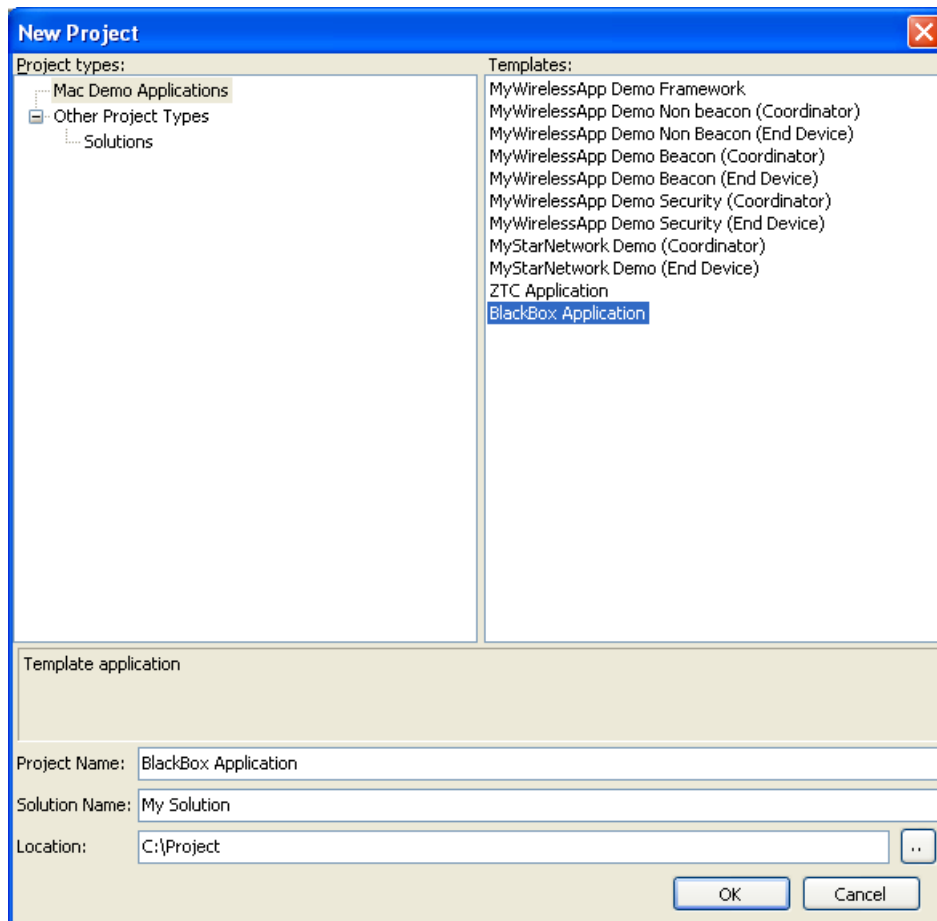 New Project
Project types:
Mac Demo Applications
Other Project Types
Solutions
Templates:
MyWirelessApp Demo Framework
MyWirelessApp Demo Non beacon (Coordinator)
MyWirelessApp Demo Non Beacon (End Device)
MyWirelessApp Demo Beacon (Coordinator)
MyWirelessApp Demo Beacon (End Device)
MyWirelessApp Demo Security (Coordinator)
MyWirelessApp Demo Security (End Device)
MyStarNetwork Demo (Coordinator)
MyStarNetwork Demo (End Device)
ZTC Application
BlackBox Application
Template application
Project Name: BlackBox Application
Solution Name: My Solution
Location: C:\Project ..
OK Cancel